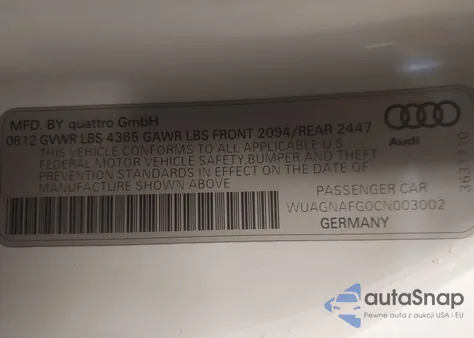 MFD. BY quattro GmbH
0812 GVWR LBS 4365 GAWR LBS FRONT 2094/REAR 2447
THIS VEHICLE CONFORMS TO ALL APPLICABLE U S
FEDERAL MOTOR VEHICLE SAFETY, BUMPER AND THEFT
PREVENTION STANDARDS IN EFFECT ON THE DATE OF
MANUFACTURE SHOWN ABOVE.
Audi
PASSENGER CAR
WUAGNAFG0CN003002
GERMANY
autoSnap
Pewne auta z aukcji USA i EU